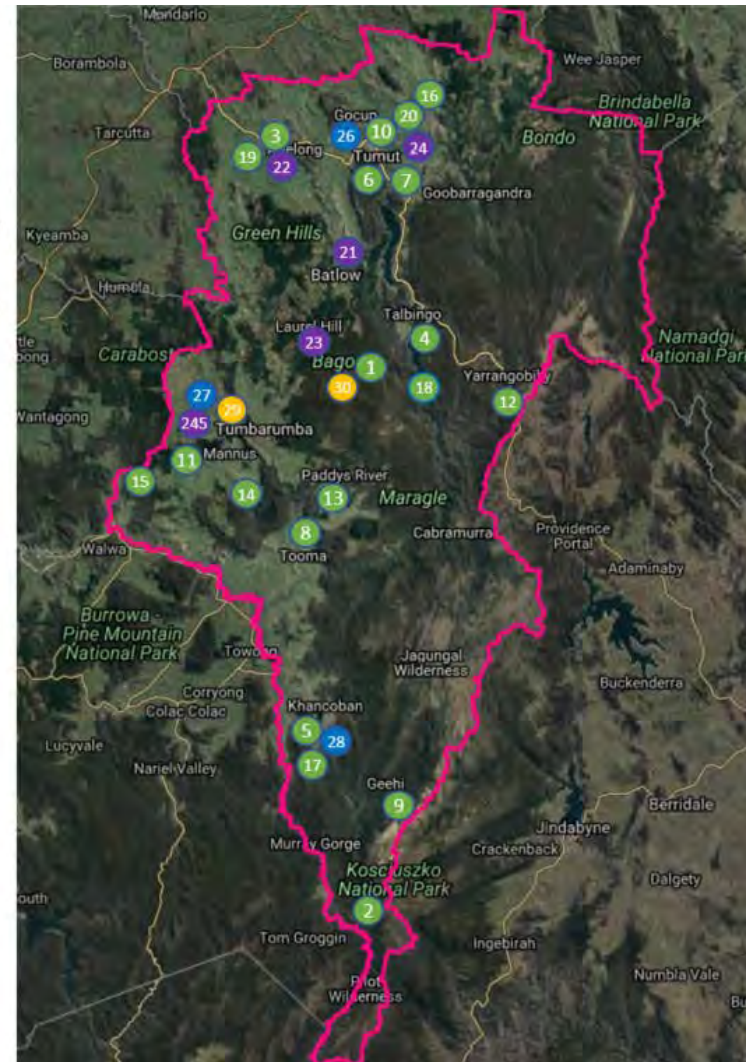 Mondarlo
Borambola
Wee Jasper
16
20
Gocup
Brindabella
National Park
Tarcutta
3
26
10
Bondo
24
19
elong
Tumut
22
6
7
Goobarragandra
Kyeamba
Green Hills
21
Batlow
Humula
Talbingo
Laurel Hill
4
Namadgi
National Park
Carabost
23
Bago
1
Yarrangobilly
30
18
12
27
29
Wantagong
245
Tumbarumba
11
Mannus
15
14
Paddys River
13
Maragle
8
Cabramurra
Providence
Portal
Walwa
Tooma
Adaminaby
Burrowa -
Pine Mountain
National Park
Towong
Jagungal
Wilderness
Buckenderra
Corryong
Colac Colac
Khancoban
5
28
Lucyvale
Nariel Valley
17
Geehi
9
Berridale
Jindabyne
Murray Gorge
Crackenback
Kosciuszko
National Park
Dalgety
outh
2
Tom Groggin
Ingebirah
Numbla Vale
Pilot
Wilderness
Bu